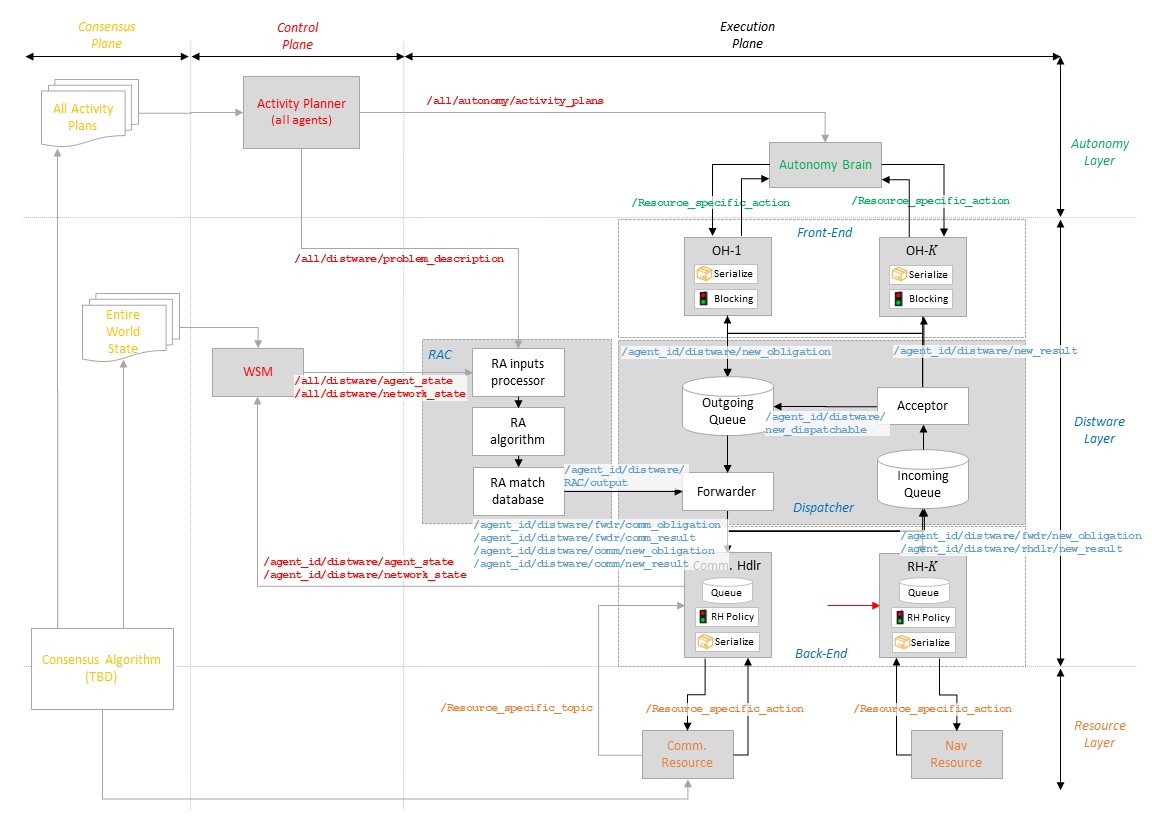 Consensus
Plane
Control
Plane
Execution
Plane
All Activity
Plans
Activity Planner
(all agents)
/all/autonomy/activity_plans
Autonomy Brain
Autonomy
Layer
/Resource_specific_action
/Resource_specific_action
Front-End
OH-1
Serialize
Blocking
OH-K
Serialize
Blocking
/all/distware/problem_description
Entire
World
State
WSM
/all/distware/agent_state
/all/distware/network_state
RAC
RA inputs
processor
RA
algorithm
RA match
database
/agent_id/distware/
RAC/output
/agent_id/distware/new_obligation
/agent_id/distware/new_result
Outgoing
Queue
Acceptor
/agent_id/distware/
new_dispatchable
Incoming
Queue
Forwarder
Dispatcher
Distware
Layer
/agent_id/distware/fwdr/comm_obligation
/agent_id/distware/fwdr/comm_result
/agent_id/distware/comm/new_obligation
/agent_id/distware/comm/new_result
/agent_id/distware/fwdr/new_obligation
/agent_id/distware/rhdlr/new_result
/agent_id/distware/agent_state
/agent_id/distware/network_state
Comm. Hdlr
Queue
RH Policy
Serialize
RH-K
Queue
RH Policy
Serialize
Back-End
Consensus Algorithm
(TBD)
/Resource_specific_topic
/Resource_specific_action
/Resource_specific_action
Comm.
Resource
Nav
Resource
Resource
Layer